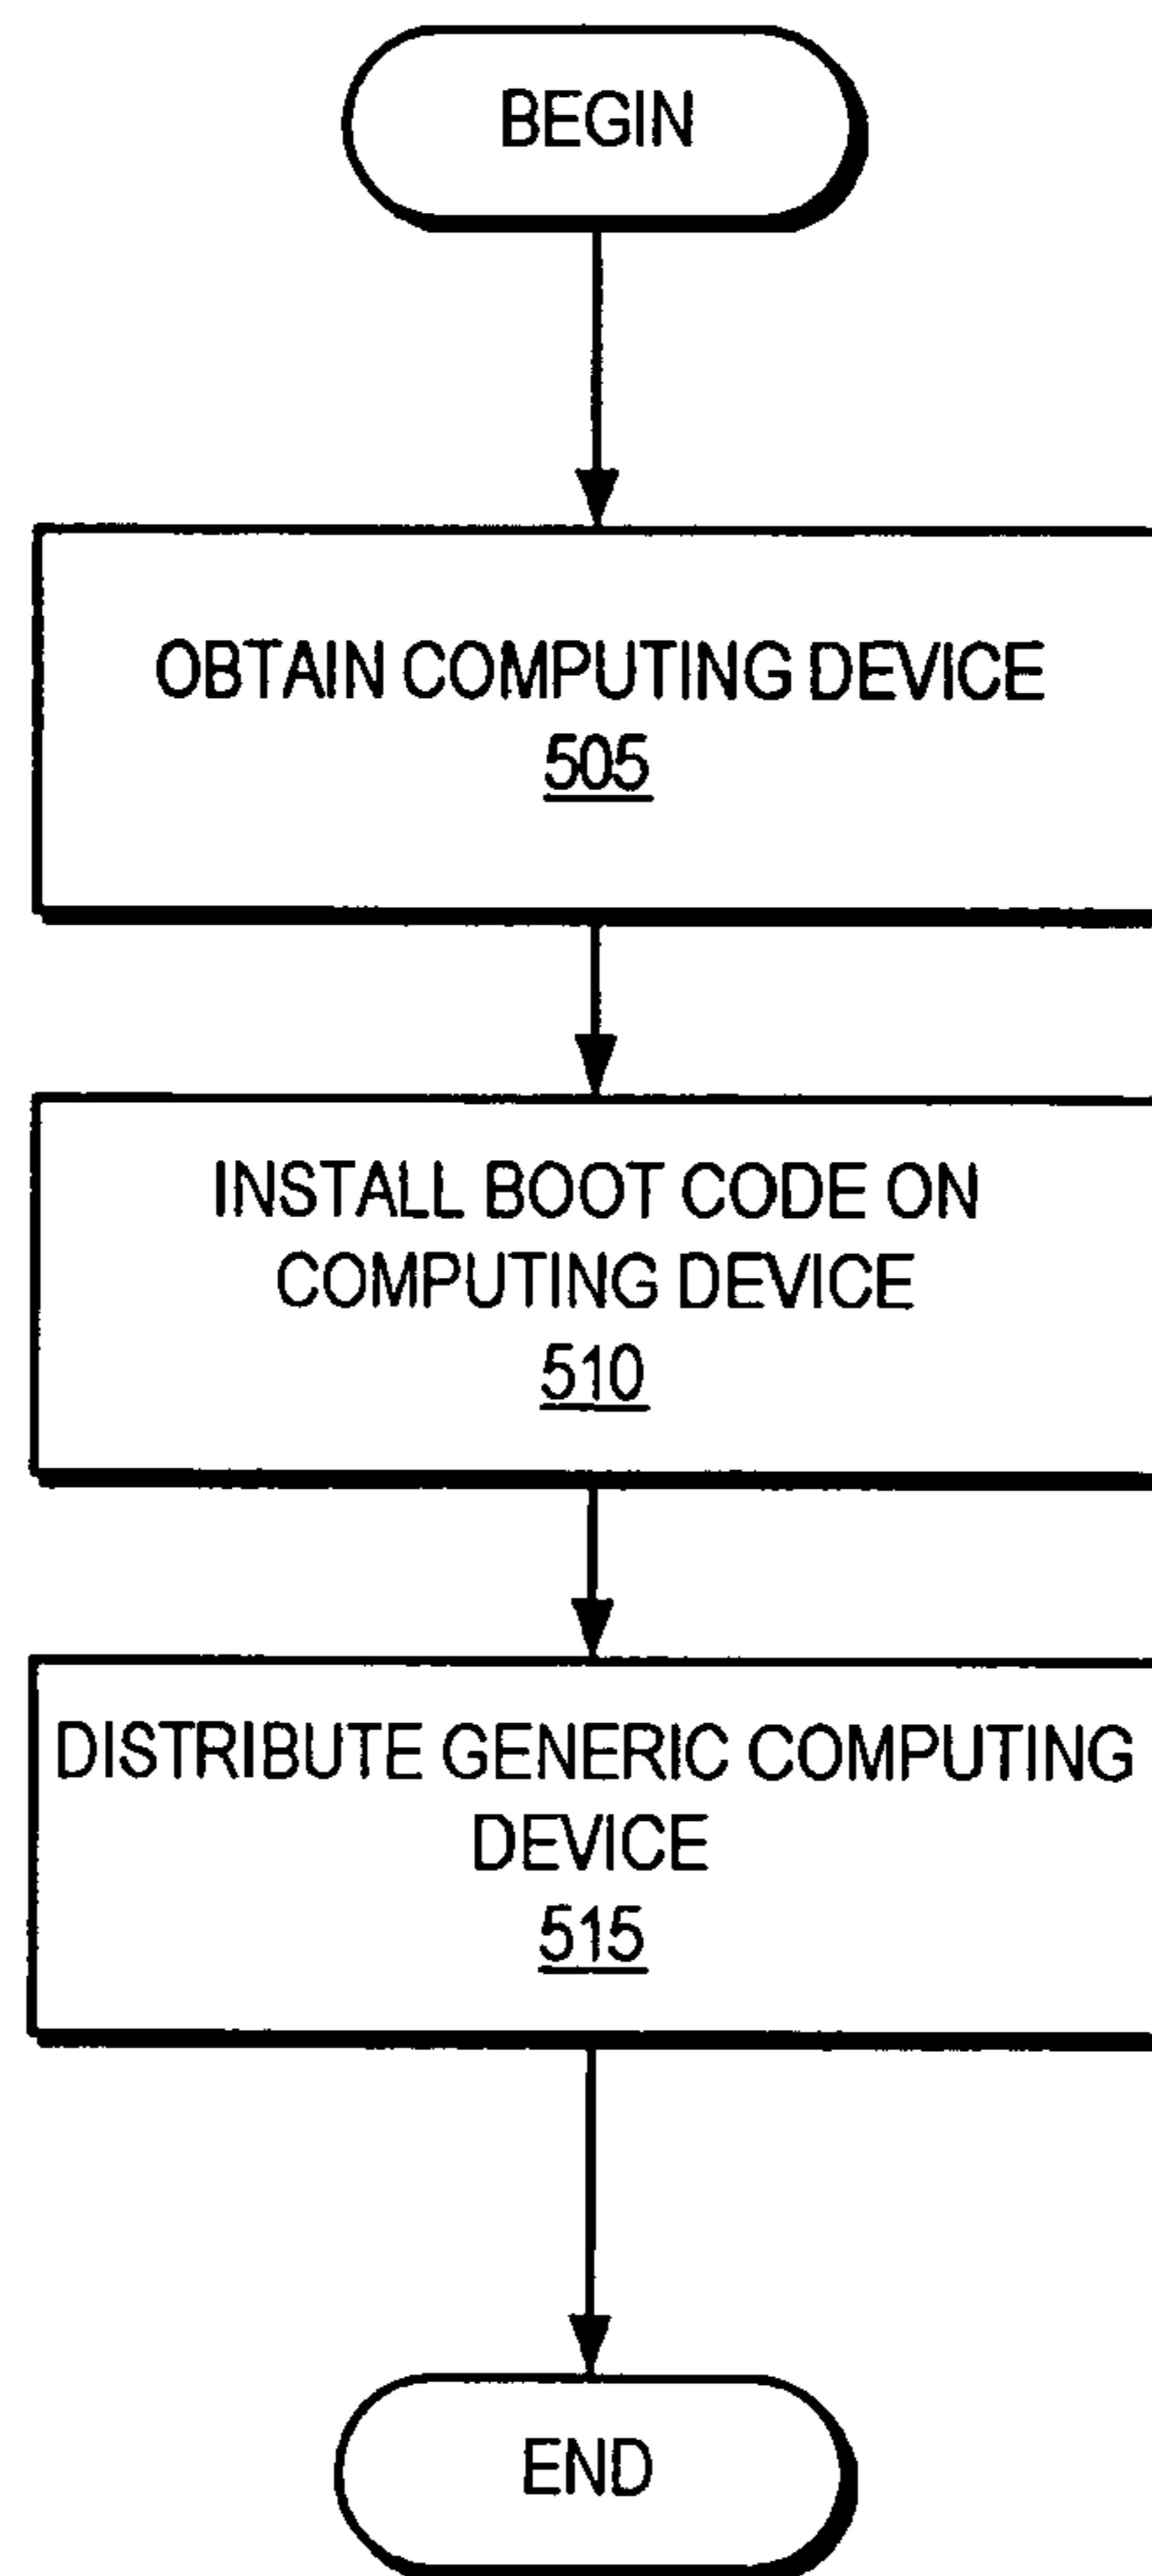 BEGIN
OBTAIN COMPUTING DEVICE
505
INSTALL BOOT CODE ON
COMPUTING DEVICE
510
DISTRIBUTE GENERIC COMPUTING
DEVICE
515
END